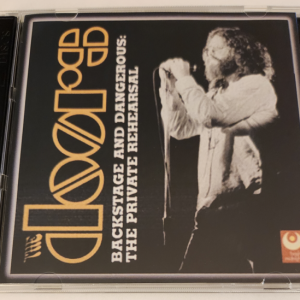 THE
doors
BACKSTAGE AND DANGEROUS:
THE PRIVATE REHEARSAL